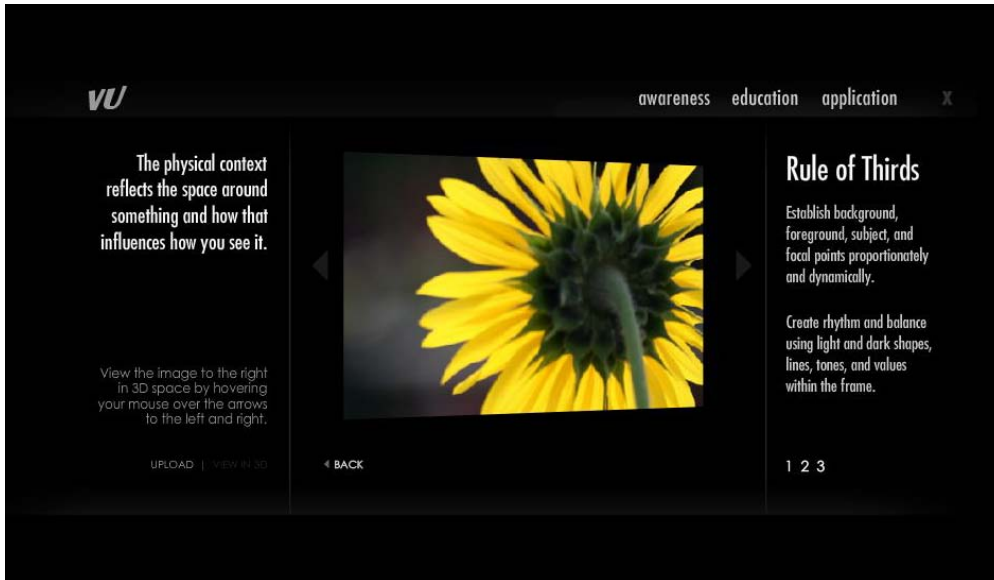 VU
awareness education application X
The physical context
reflects the space around
something and how that
influences how you see it.
View the image to the right
in 3D space by hovering
your mouse over the arrows
to the left and right.
UPLOAD | VIEW IN 3D
BACK
Rule of Thirds
Establish background,
foreground, subject, and
focal points proportionately
and dynamically.
Create rhythm and balance
using light and dark shapes,
lines, tones, and values
within the frame.
1 2 3